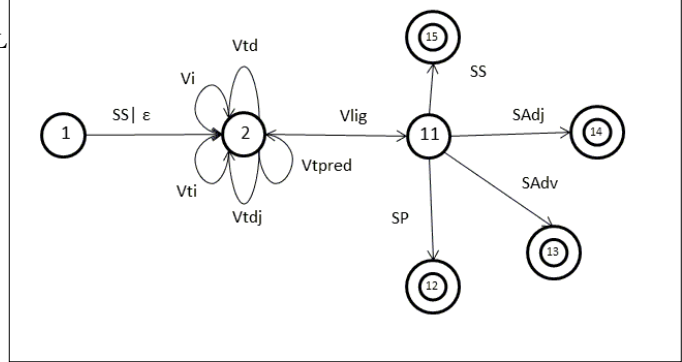 L
15
Vtd
SS
Vi
SS| ε
Vlig
SAdj
1
2
11
14
Vtpred
SAdv
Vti
Vtdj
SP
13
12